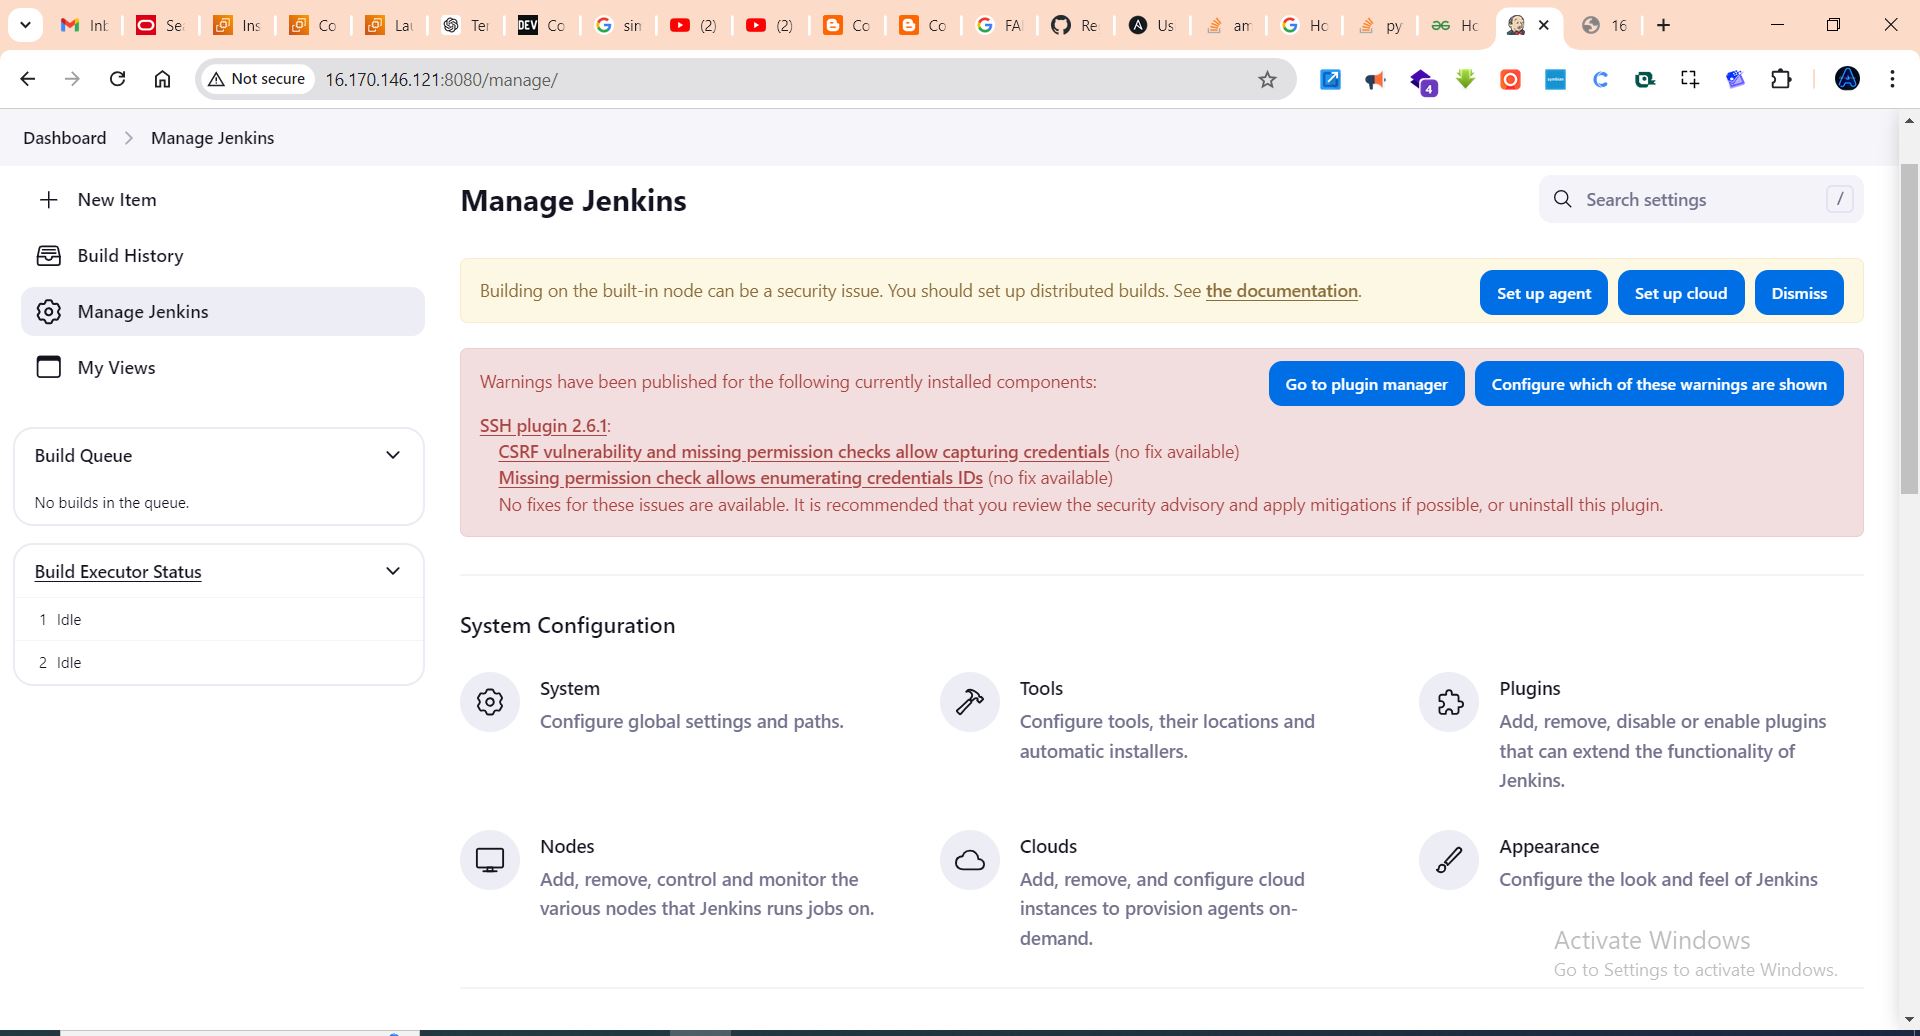 Inb
Se
Ins
Co
Lau
Ter
DEV Co
sin
(2)
(2)
Co
Co
FA
Re
Us
am
Ho
py
Ho
16
Not secure
16.170.146.121:8080/manage/
4
Dashboard
Manage Jenkins
New Item
Build History
Manage Jenkins
My Views
Build Queue
No builds in the queue.
Build Executor Status
1 Idle
2 Idle
Manage Jenkins
Search settings
/
Building on the built-in node can be a security issue. You should set up distributed builds. See the documentation.
Set up agent
Set up cloud
Dismiss
Warnings have been published for the following currently installed components:
Go to plugin manager
Configure which of these warnings are shown
SSH plugin 2.6.1:
CSRF vulnerability and missing permission checks allow capturing credentials (no fix available)
Missing permission check allows enumerating credentials IDs (no fix available)
No fixes for these issues are available. It is recommended that you review the security advisory and apply mitigations if possible, or uninstall this plugin.
System Configuration
System
Configure global settings and paths.
Tools
Configure tools, their locations and
automatic installers.
Plugins
Add, remove, disable or enable plugins
that can extend the functionality of
Jenkins.
Nodes
Add, remove, control and monitor the
various nodes that Jenkins runs jobs on.
Clouds
Add, remove, and configure cloud
instances to provision agents on-
demand.
Appearance
Configure the look and feel of Jenkins
Activate Windows
Go to Settings to activate Windows.